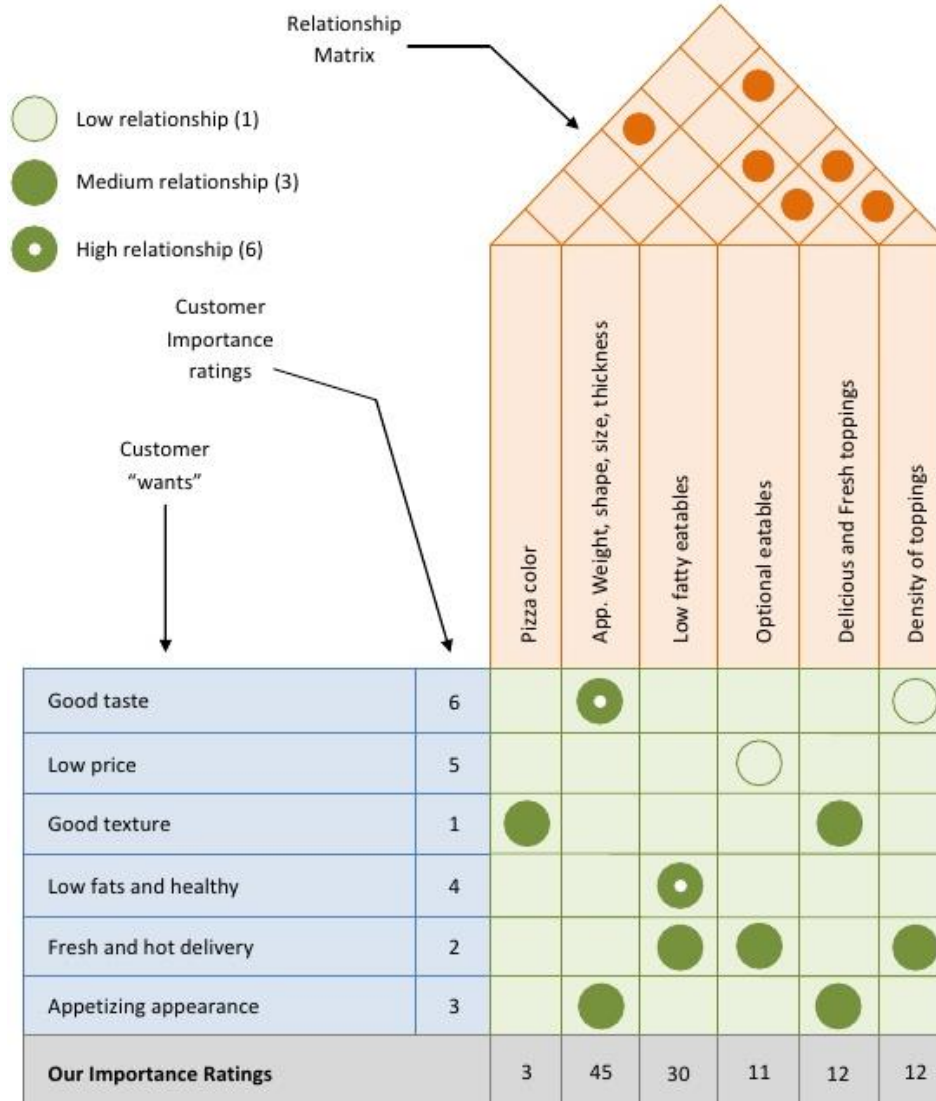 Relationship
Matrix
Low relationship (1)
Medium relationship (3)
High relationship (6)
Customer
Importance
ratings
Customer
“wants”
Pizza color
App. Weight, shape, size, thickness
Low fatty eatables
Optional eatables
Delicious and Fresh toppings
Density of toppings
Good taste 6
Low price 5
Good texture 1
Low fats and healthy 4
Fresh and hot delivery 2
Appetizing appearance 3
Our Importance Ratings 3 45 30 11 12 12